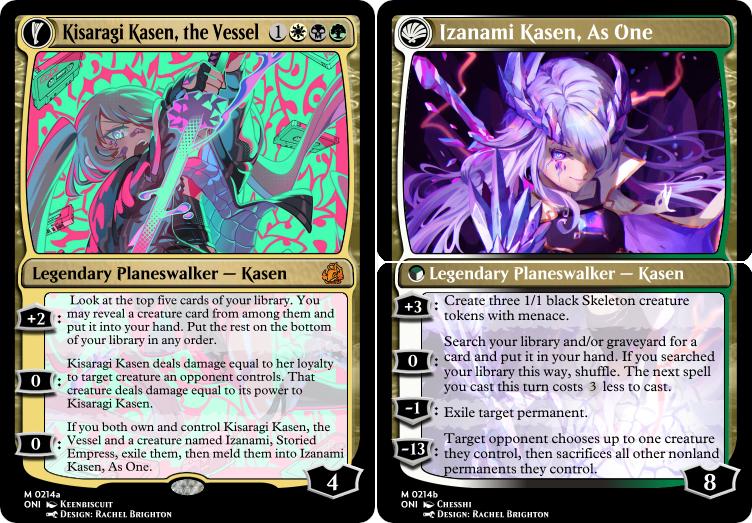 Kisaragi Kasen, the Vessel 1
Legendary Planeswalker — Kasen
+2: Look at the top five cards of your library. You
may reveal a creature card from among them and
put it into your hand. Put the rest on the bottom
of your library in any order.
0: Kisaragi Kasen deals damage equal to her loyalty
to target creature an opponent controls. That
creature deals damage equal to its power to
Kisaragi Kasen.
0: If you both own and control Kisaragi Kasen, the
Vessel and a creature named Izanami, Storied
Empress, exile them, then meld them into Izanami
Kasen, As One.
4
M 0214a
ONI KEENBISCUIT
DESIGN: RACHEL BRIGHTON
Izanami Kasen, As One
Legendary Planeswalker — Kasen
+3: Create three 1/1 black Skeleton creature
tokens with menace.
0: Search your library and/or graveyard for a
card and put it in your hand. If you searched
your library this way, shuffle. The next spell
you cast this turn costs 3 less to cast.
-1: Exile target permanent.
-13: Target opponent chooses up to one creature
they control, then sacrifices all other nonland
permanents they control.
8
M 0214b
ONI CHESSHI
DESIGN: RACHEL BRIGHTON